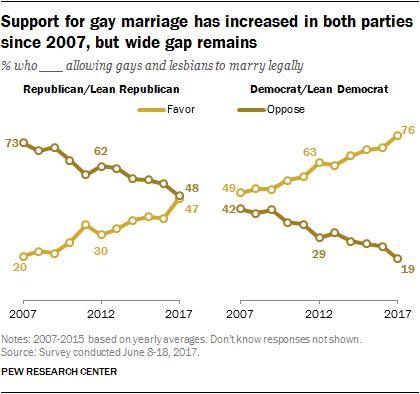 Support for gay marriage has increased in both parties
since 2007, but wide gap remains
% who ___ allowing gays and lesbians to marry legally
Republican/Lean Republican
Democrat/Lean Democrat
Favor
Oppose
73
62
48
47
30
20
2007
2012
2017
76
63
49
42
29
19
2007
2012
2017
Notes: 2007-2015 based on yearly averages. Don't know responses not shown.
Source: Survey conducted June 8-18, 2017.
PEW RESEARCH CENTER